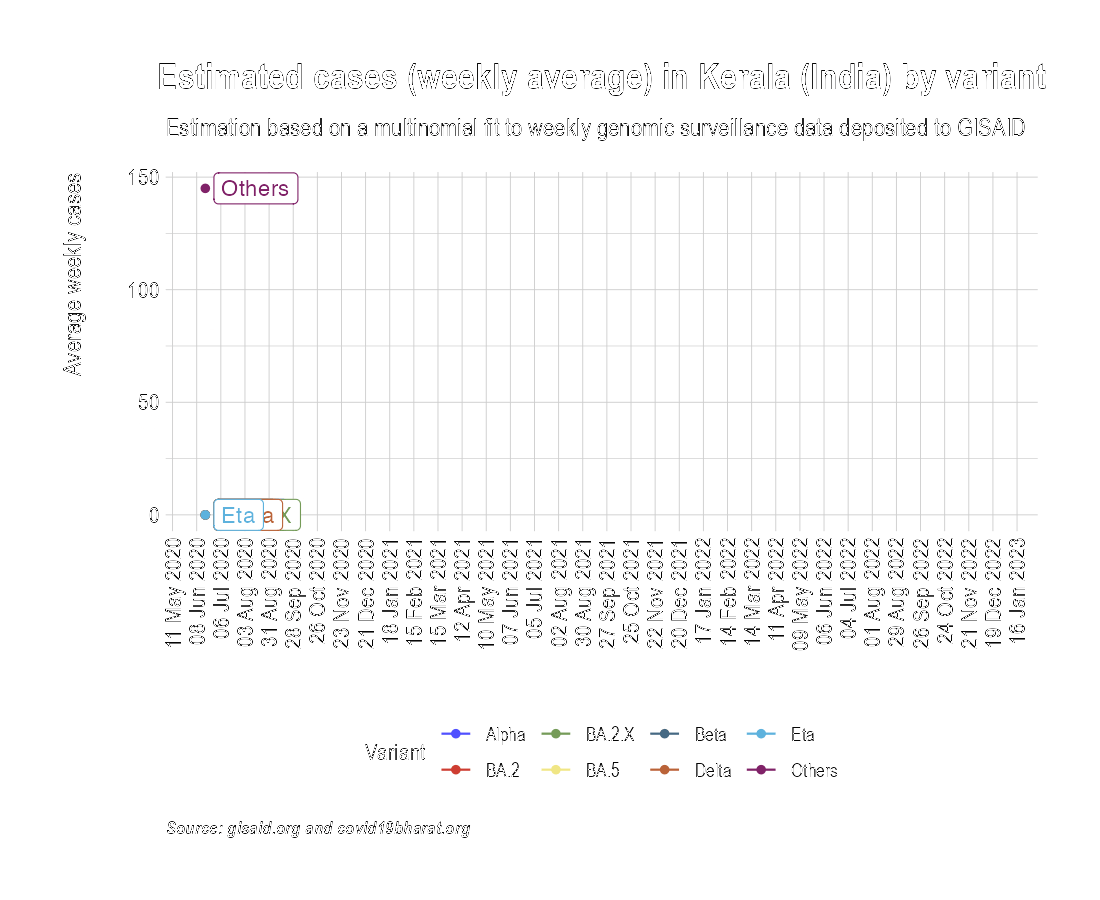 Estimated cases (weekly average) in Kerala (India) by variant
Estimation based on a multinomial fit to weekly genomic surveillance data deposited to GISAID
Average weekly cases
150
100
50
0
Others
Eta
a
X
11 May 2020
08 Jun 2020
06 Jul 2020
03 Aug 2020
31 Aug 2020
28 Sep 2020
26 Oct 2020
23 Nov 2020
21 Dec 2020
18 Jan 2021
15 Feb 2021
15 Mar 2021
12 Apr 2021
10 May 2021
07 Jun 2021
05 Jul 2021
02 Aug 2021
30 Aug 2021
27 Sep 2021
25 Oct 2021
22 Nov 2021
20 Dec 2021
17 Jan 2022
14 Feb 2022
14 Mar 2022
11 Apr 2022
09 May 2022
06 Jun 2022
04 Jul 2022
01 Aug 2022
29 Aug 2022
26 Sep 2022
24 Oct 2022
21 Nov 2022
19 Dec 2022
16 Jan 2023
Variant
Alpha
BA.2.X
Beta
Eta
BA.2
BA.5
Delta
Others
Source: gisaid.org and covid19bharat.org